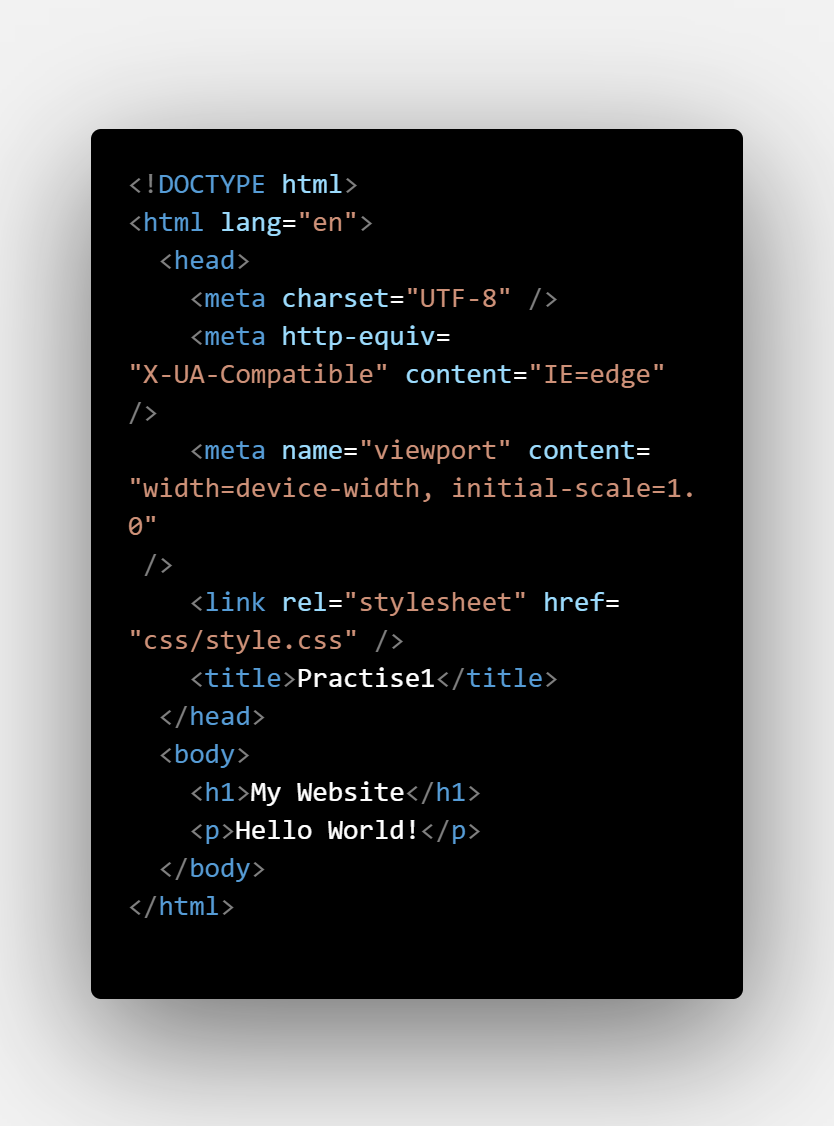 <!DOCTYPE html>
<html lang="en">
  <head>
    <meta charset="UTF-8" />
    <meta http-equiv=
"X-UA-Compatible" content="IE=edge"
/>
    <meta name="viewport" content=
"width=device-width, initial-scale=1.
0"
 />
    <link rel="stylesheet" href=
"css/style.css" />
    <title>Practise1</title>
  </head>
  <body>
    <h1>My Website</h1>
    <p>Hello World!</p>
  </body>
</html>